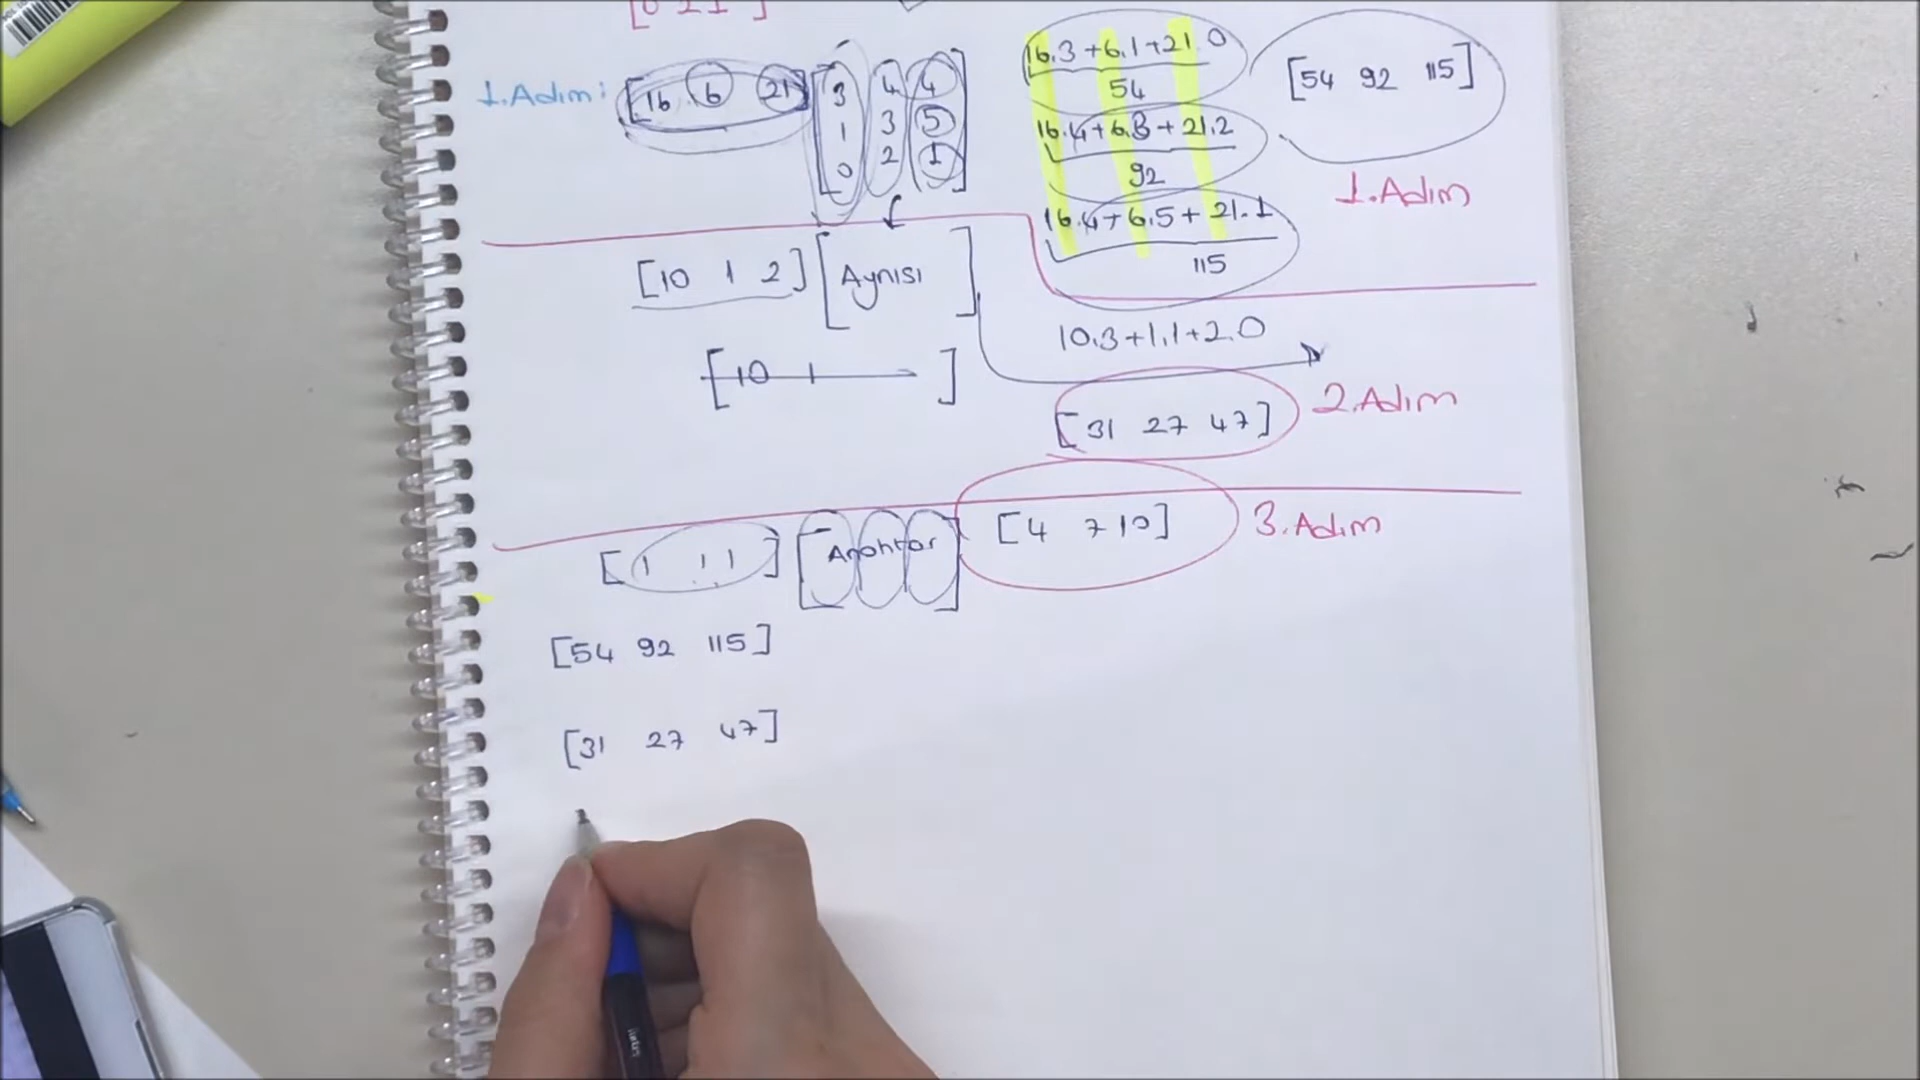 [0 21]
1.Adım: [16 6 21] [3 4 4
1 3 5
0 2 1]
16.3+6.1+21.0
54
16.4+6.3+21.2
92
16.4+6.5+21.1
115
[54 92 115]
1.Adım
[10 1 2] [Aynısı]
[10 1 ]
10.3+1.1+2.0
[31 27 47] 2.Adım
[1 1 1] [Anahtar] [4 7 10] 3.Adım
[54 92 115]
[31 27 47]